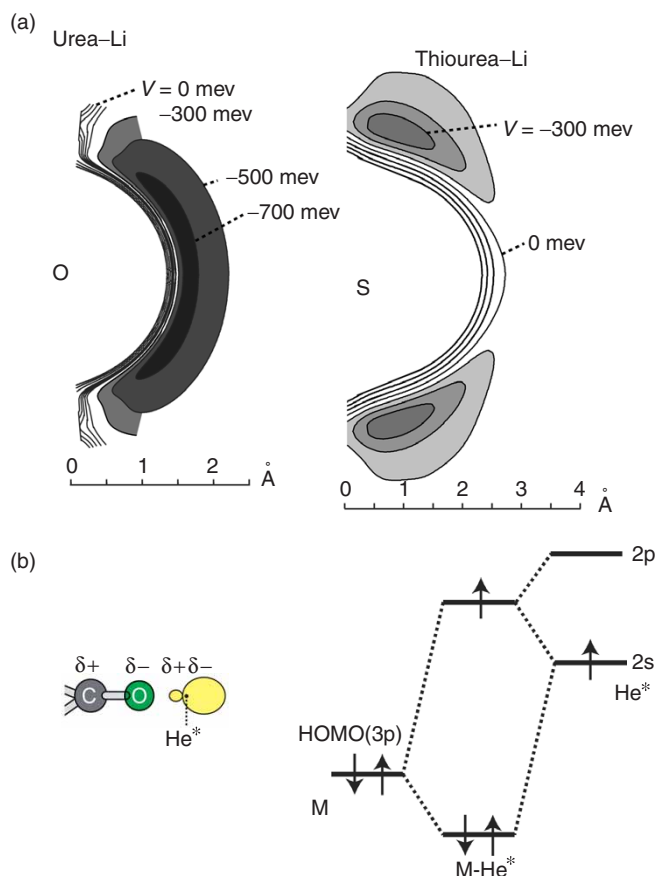 (a)
Urea–Li
Thiourea–Li
V = 0 mev
−300 mev
−500 mev
−700 mev
O
V = −300 mev
0 mev
S
0 1 2 Å
0 1 2 3 4 Å
(b)
δ+ δ− δ+ δ−
C O
He*
HOMO(3p)
M
2p
2s
He*
M-He*